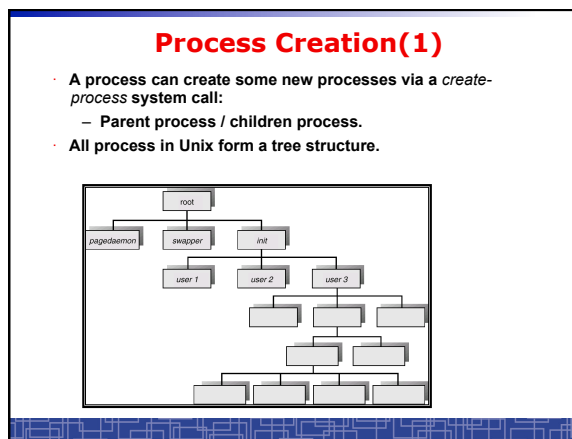 Process Creation(1)
· A process can create some new processes via a create-
process system call:
– Parent process / children process.
· All process in Unix form a tree structure.
root
pagedaemon swapper init
user 1 user 2 user 3